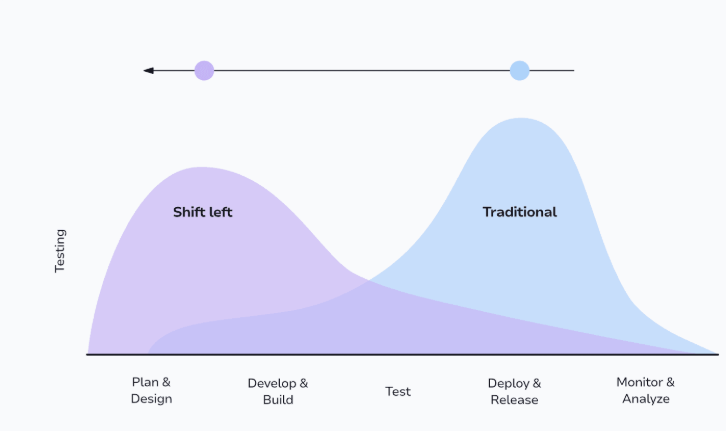 Shift left
Traditional
Testing
Plan &
Design
Develop &
Build
Test
Deploy &
Release
Monitor &
Analyze